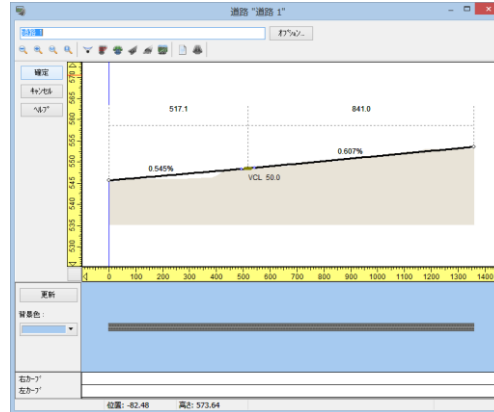 道路 "道路 1"
道路 1
オプション...
確定
キャンセル
ヘルプ
570
565
560
555
550
545
540
535
530
517.1
841.0
0.545%
0.607%
VCL 50.0
0 100 200 300 400 500 600 700 800 900 1000 1100 1200 1300 1400
更新
背景色 :
右カーブ
左カーブ
位置: -82.48 高さ: 573.64